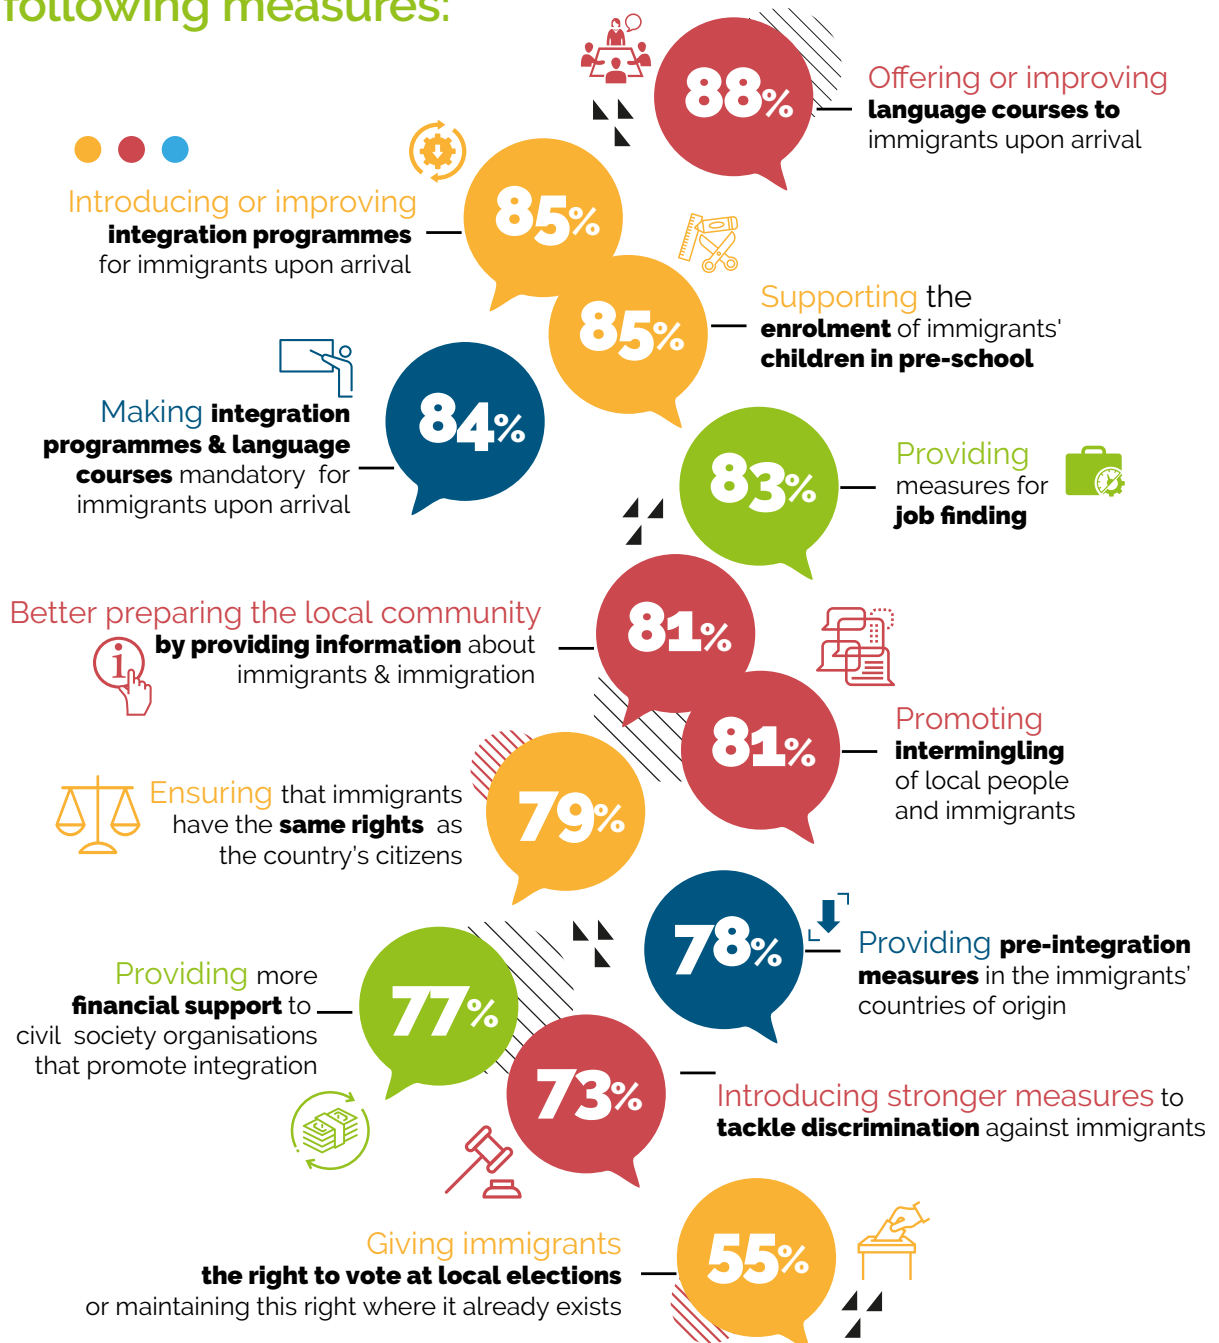 following measures:
88%
Offering or improving
language courses to
immigrants upon arrival
Introducing or improving
integration programmes
for immigrants upon arrival
85%
85%
Supporting the
enrolment of immigrants'
children in pre-school
Making integration
programmes & language
courses mandatory for
immigrants upon arrival
84%
83%
Providing
measures for
job finding
Better preparing the local community
by providing information about
immigrants & immigration
81%
81%
Promoting
intermingling
of local people
and immigrants
Ensuring that immigrants
have the same rights as
the country’s citizens
79%
78%
Providing pre-integration
measures in the immigrants’
countries of origin
Providing more
financial support to
civil society organisations
that promote integration
77%
73%
Introducing stronger measures to
tackle discrimination against immigrants
Giving immigrants
the right to vote at local elections
or maintaining this right where it already exists
55%